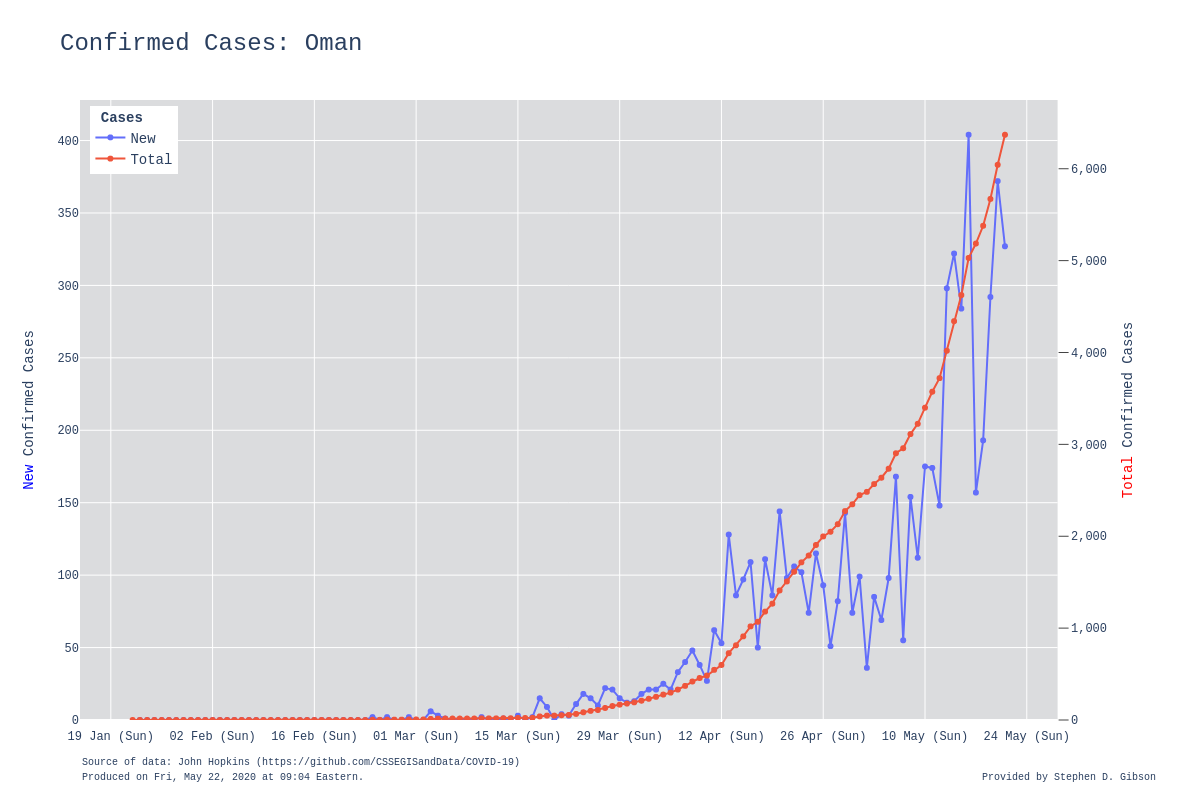 Confirmed Cases: Oman
Cases
New
Total
400
350
300
250
200
150
100
50
0
6,000
5,000
4,000
3,000
2,000
1,000
0
New Confirmed Cases
Total Confirmed Cases
19 Jan (Sun) 02 Feb (Sun) 16 Feb (Sun) 01 Mar (Sun) 15 Mar (Sun) 29 Mar (Sun) 12 Apr (Sun) 26 Apr (Sun) 10 May (Sun) 24 May (Sun)
Source of data: John Hopkins (https://github.com/CSSEGISandData/COVID-19)
Produced on Fri, May 22, 2020 at 09:04 Eastern.
Provided by Stephen D. Gibson